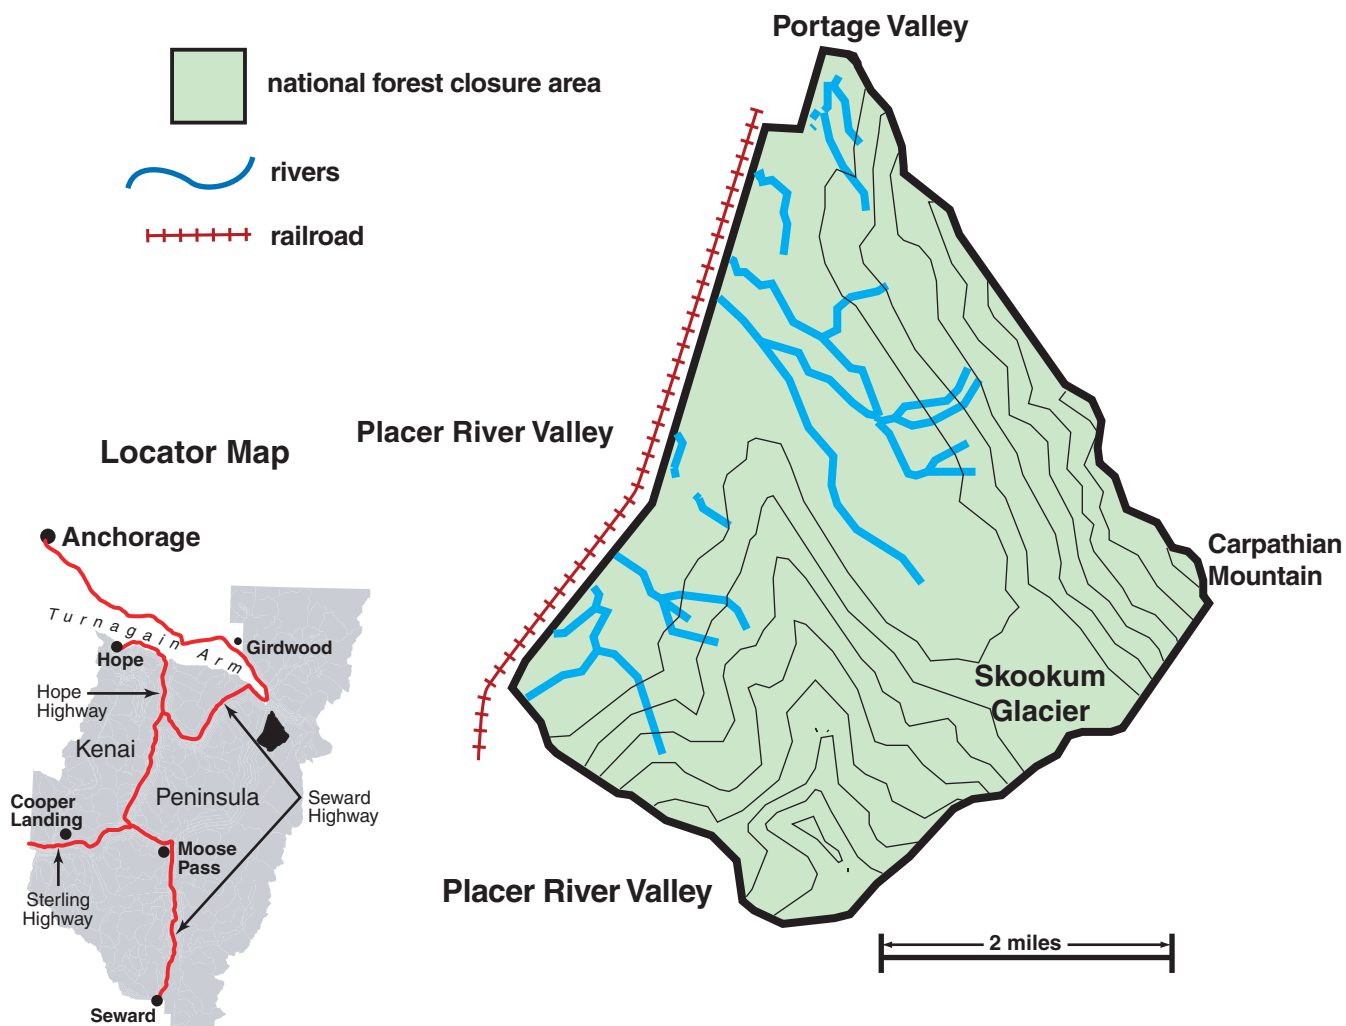 Portage Valley
national forest closure area
rivers
railroad
Placer River Valley
Locator Map
Anchorage
Turnagain Arm
Girdwood
Hope
Hope
Highway
Kenai
Peninsula
Seward
Highway
Cooper
Landing
Moose
Pass
Sterling
Highway
Seward
Carpathian
Mountain
Skookum
Glacier
Placer River Valley
2 miles